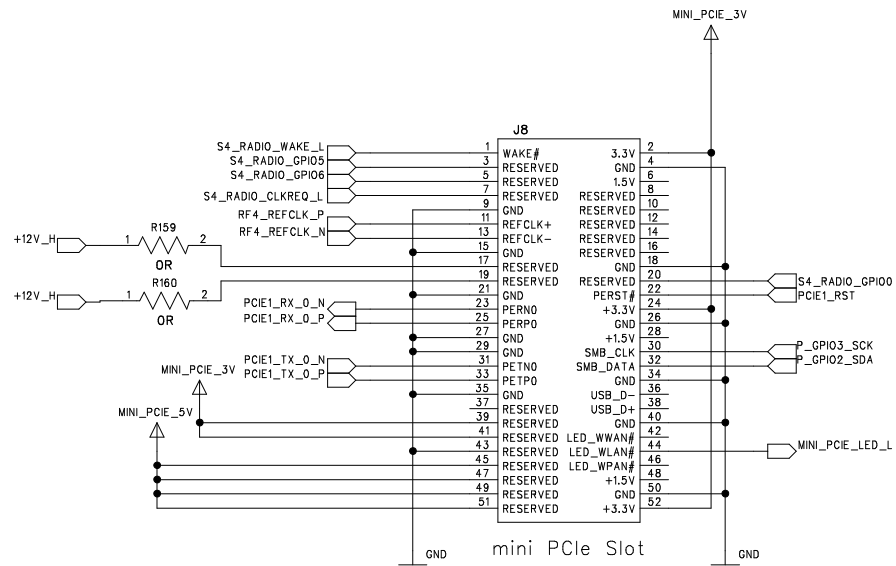 MINI_PCIE_3V
J8
S4_RADIO_WAKE_L 1 WAKE# 3.3V 2
S4_RADIO_GPIO5 3 RESERVED GND 4
S4_RADIO_GPIO6 5 RESERVED 1.5V 6
S4_RADIO_CLKREQ_L 7 RESERVED RESERVED 8
9 GND RESERVED 10
RF4_REFCLK_P 11 REFCLK+ RESERVED 12
RF4_REFCLK_N 13 REFCLK- RESERVED 14
15 GND RESERVED 16
+12V_H 1 R159 2
0R
17 RESERVED GND 18
19 RESERVED RESERVED 20 S4_RADIO_GPIO0
+12V_H 1 R160 2
0R
21 GND PERST# 22 PCIE1_RST
PCIE1_RX_0_N 23 PERN0 +3.3V 24
PCIE1_RX_0_P 25 PERP0 GND 26
27 GND +1.5V 28
29 GND SMB_CLK 30 P_GPIO3_SCK
PCIE1_TX_0_N 31 PETN0 SMB_DATA 32 P_GPIO2_SDA
PCIE1_TX_0_P 33 PETP0 GND 34
MINI_PCIE_3V
35 GND USB_D- 36
37 RESERVED USB_D+ 38
MINI_PCIE_5V
39 RESERVED GND 40
41 RESERVED LED_WWAN# 42
43 RESERVED LED_WLAN# 44 MINI_PCIE_LED_L
45 RESERVED LED_WPAN# 46
47 RESERVED +1.5V 48
49 RESERVED GND 50
51 RESERVED +3.3V 52
mini PCIe Slot
GND
GND